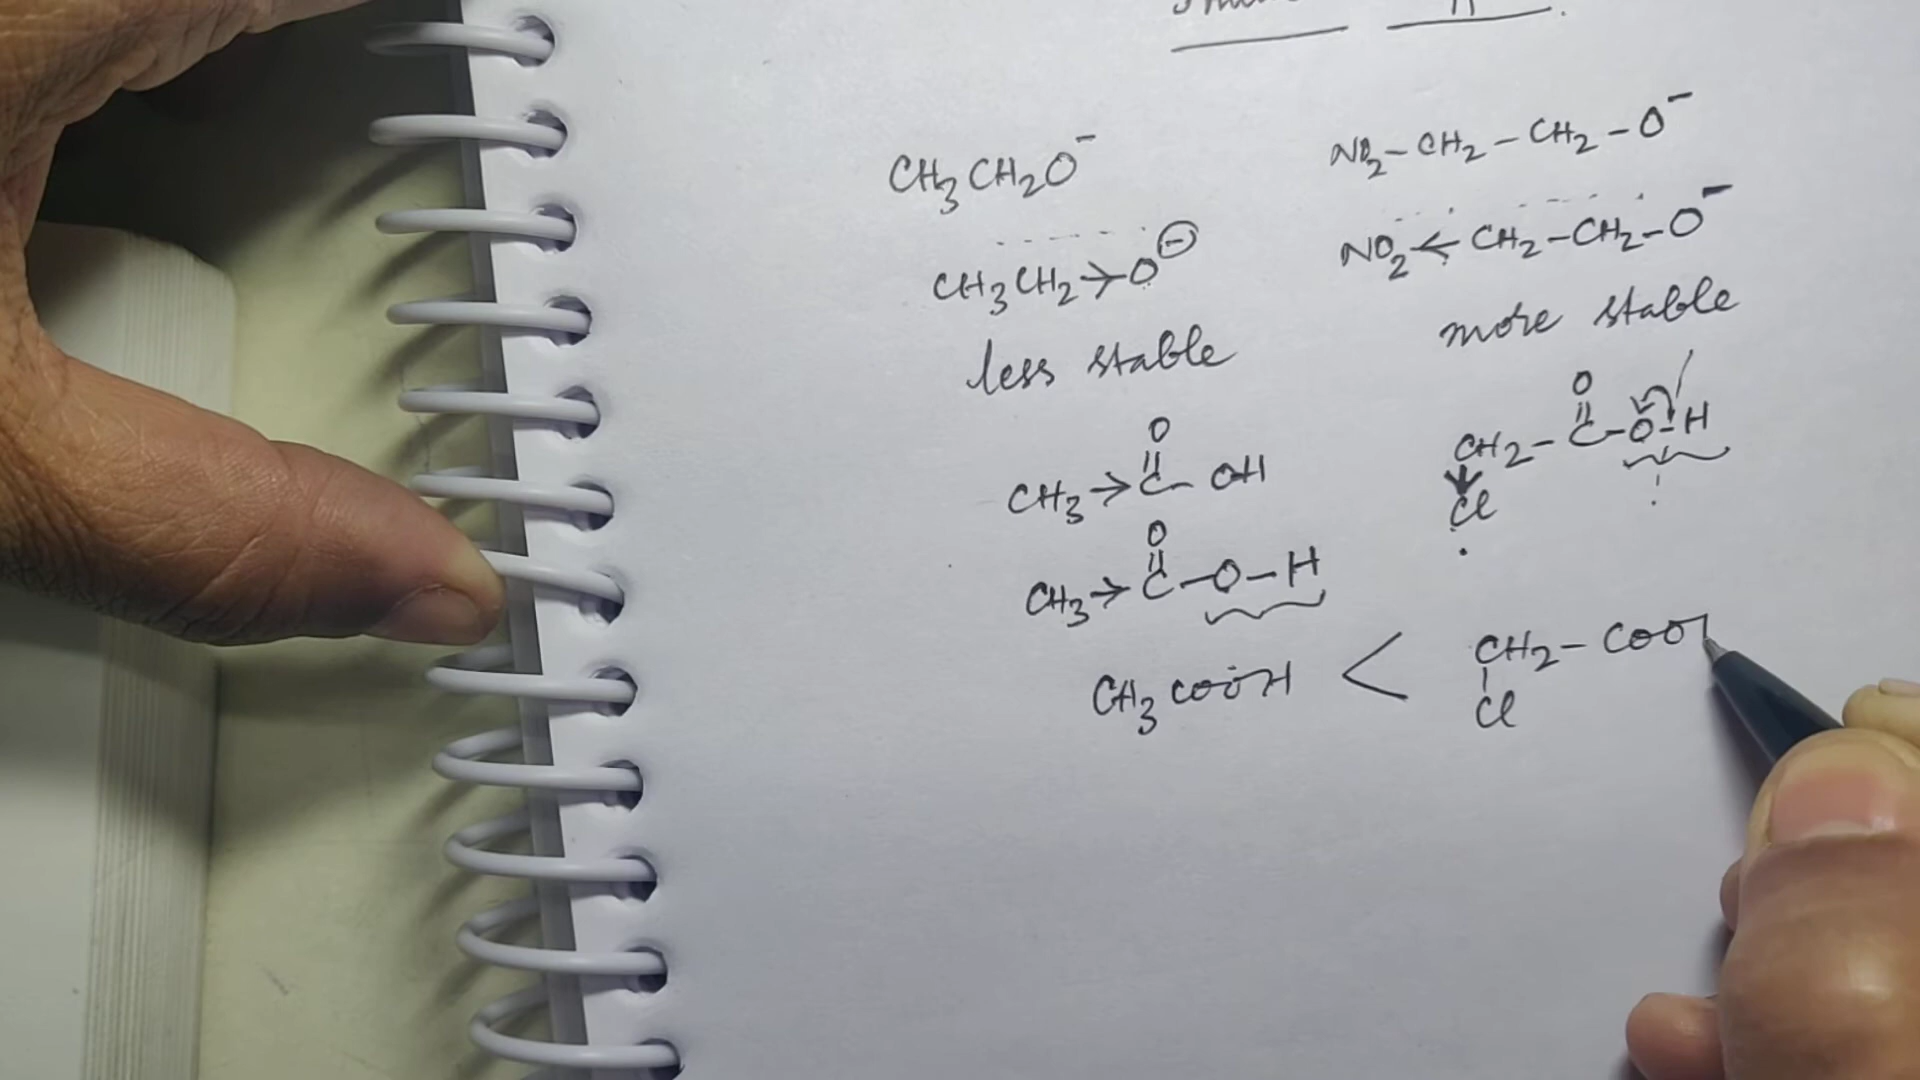 CH₃CH₂O⁻
NO₂-CH₂-CH₂-O⁻
CH₃CH₂→O⊖
NO₂←CH₂-CH₂-O⁻
less stable
more stable
O
||
CH₃→C-OH
O
||
CH₂-C-O-H
↓
Cl
O
||
CH₃→C-O-H
CH₃COOH < CH₂-COO
|
Cl